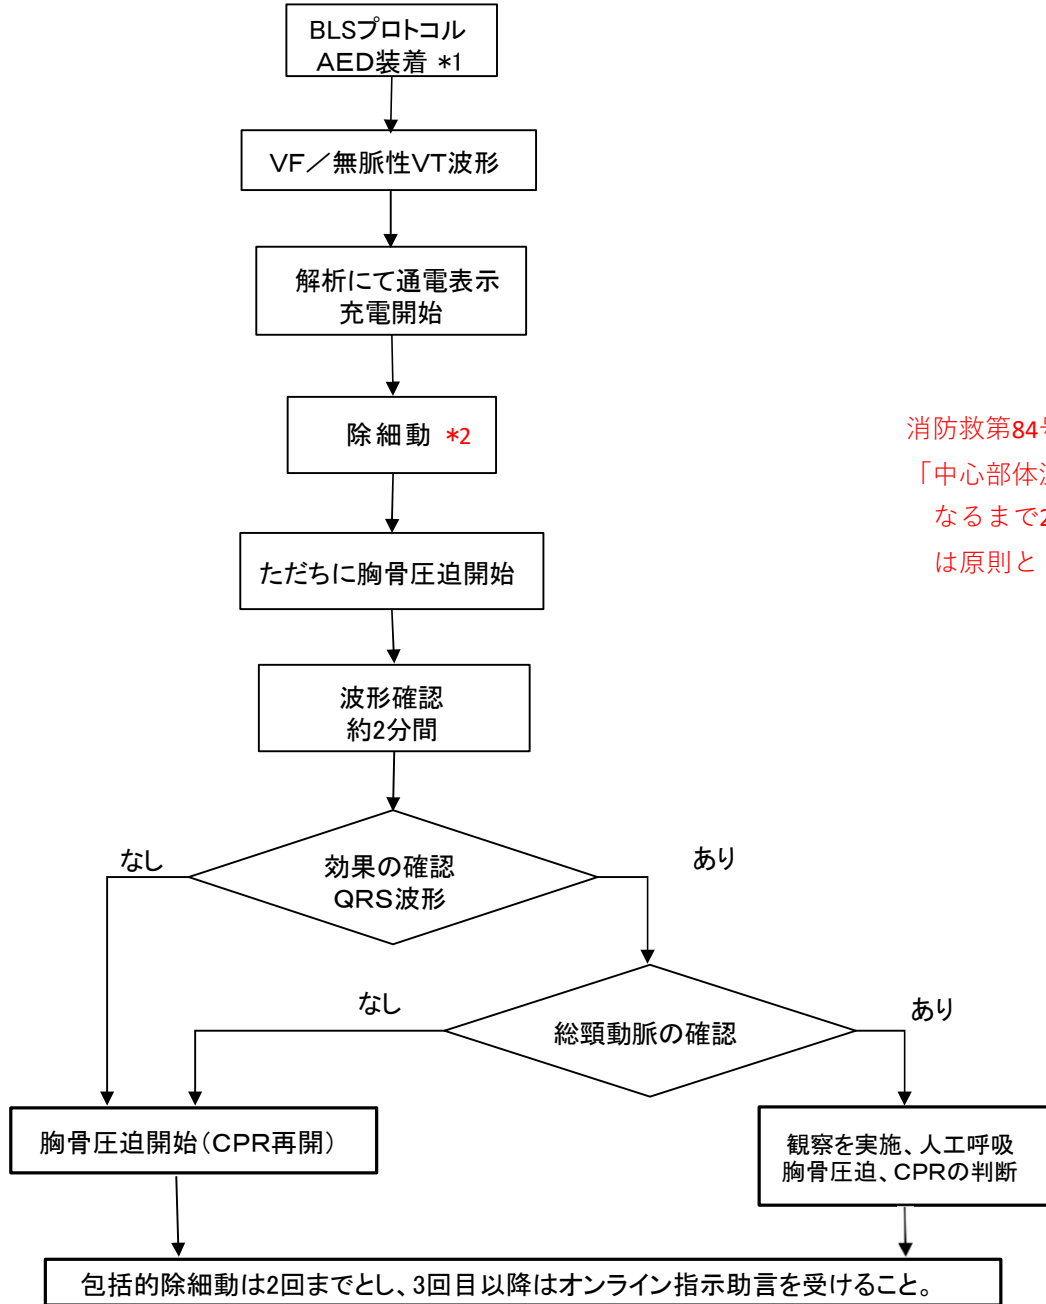 BLSプロトコル
AED装着 *1
VF／無脈性VT波形
解析にて通電表示
充電開始
除細動 *2
消防救第84
「中心部体
なるまで2
は原則と
ただちに胸骨圧迫開始
波形確認
約2分間
効果の確認
QRS波形
なし
あり
総頸動脈の確認
なし
あり
胸骨圧迫開始（CPR再開）
観察を実施、人工呼吸
胸骨圧迫、CPRの判断
包括的除細動は2回までとし、3回目以降はオンライン指示助言を受けること。